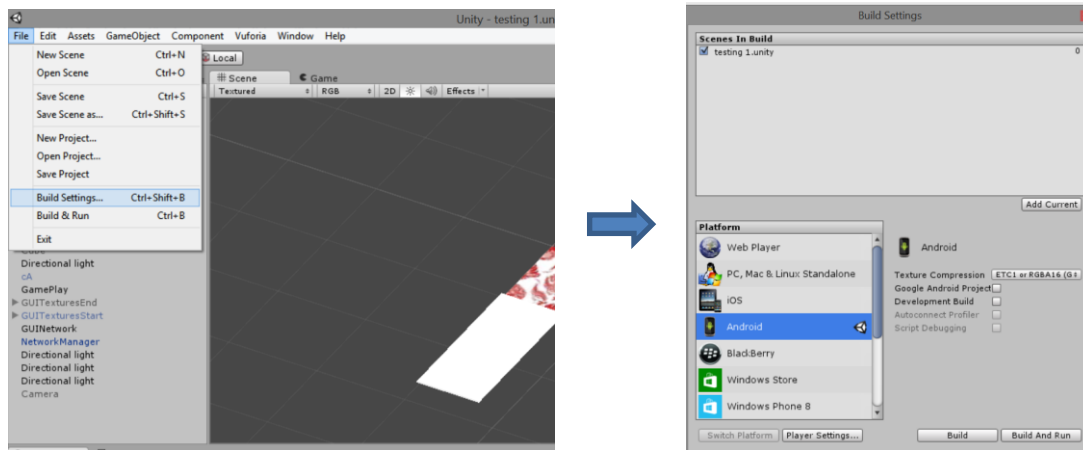 Unity - testing 1.un
File Edit Assets GameObject Component Vuforia Window Help
New Scene Ctrl+N
Open Scene Ctrl+O
Save Scene Ctrl+S
Save Scene as... Ctrl+Shift+S
New Project...
Open Project...
Save Project
Build Settings... Ctrl+Shift+B
Build & Run Ctrl+B
Exit
Local
Scene Game
Textured RGB 2D Effects
Directional light
cA
GamePlay
GUITexturesEnd
GUITexturesStart
GUINetwork
NetworkManager
Directional light
Directional light
Directional light
Camera
Build Settings
Scenes In Build
testing 1.unity 0
Add Current
Platform
Web Player
PC, Mac & Linux Standalone
iOS
Android
BlackBerry
Windows Store
Windows Phone 8
Android
Texture Compression ETC1 or RGBA16 (G
Google Android Project
Development Build
Autoconnect Profiler
Script Debugging
Switch Platform Player Settings... Build Build And Run